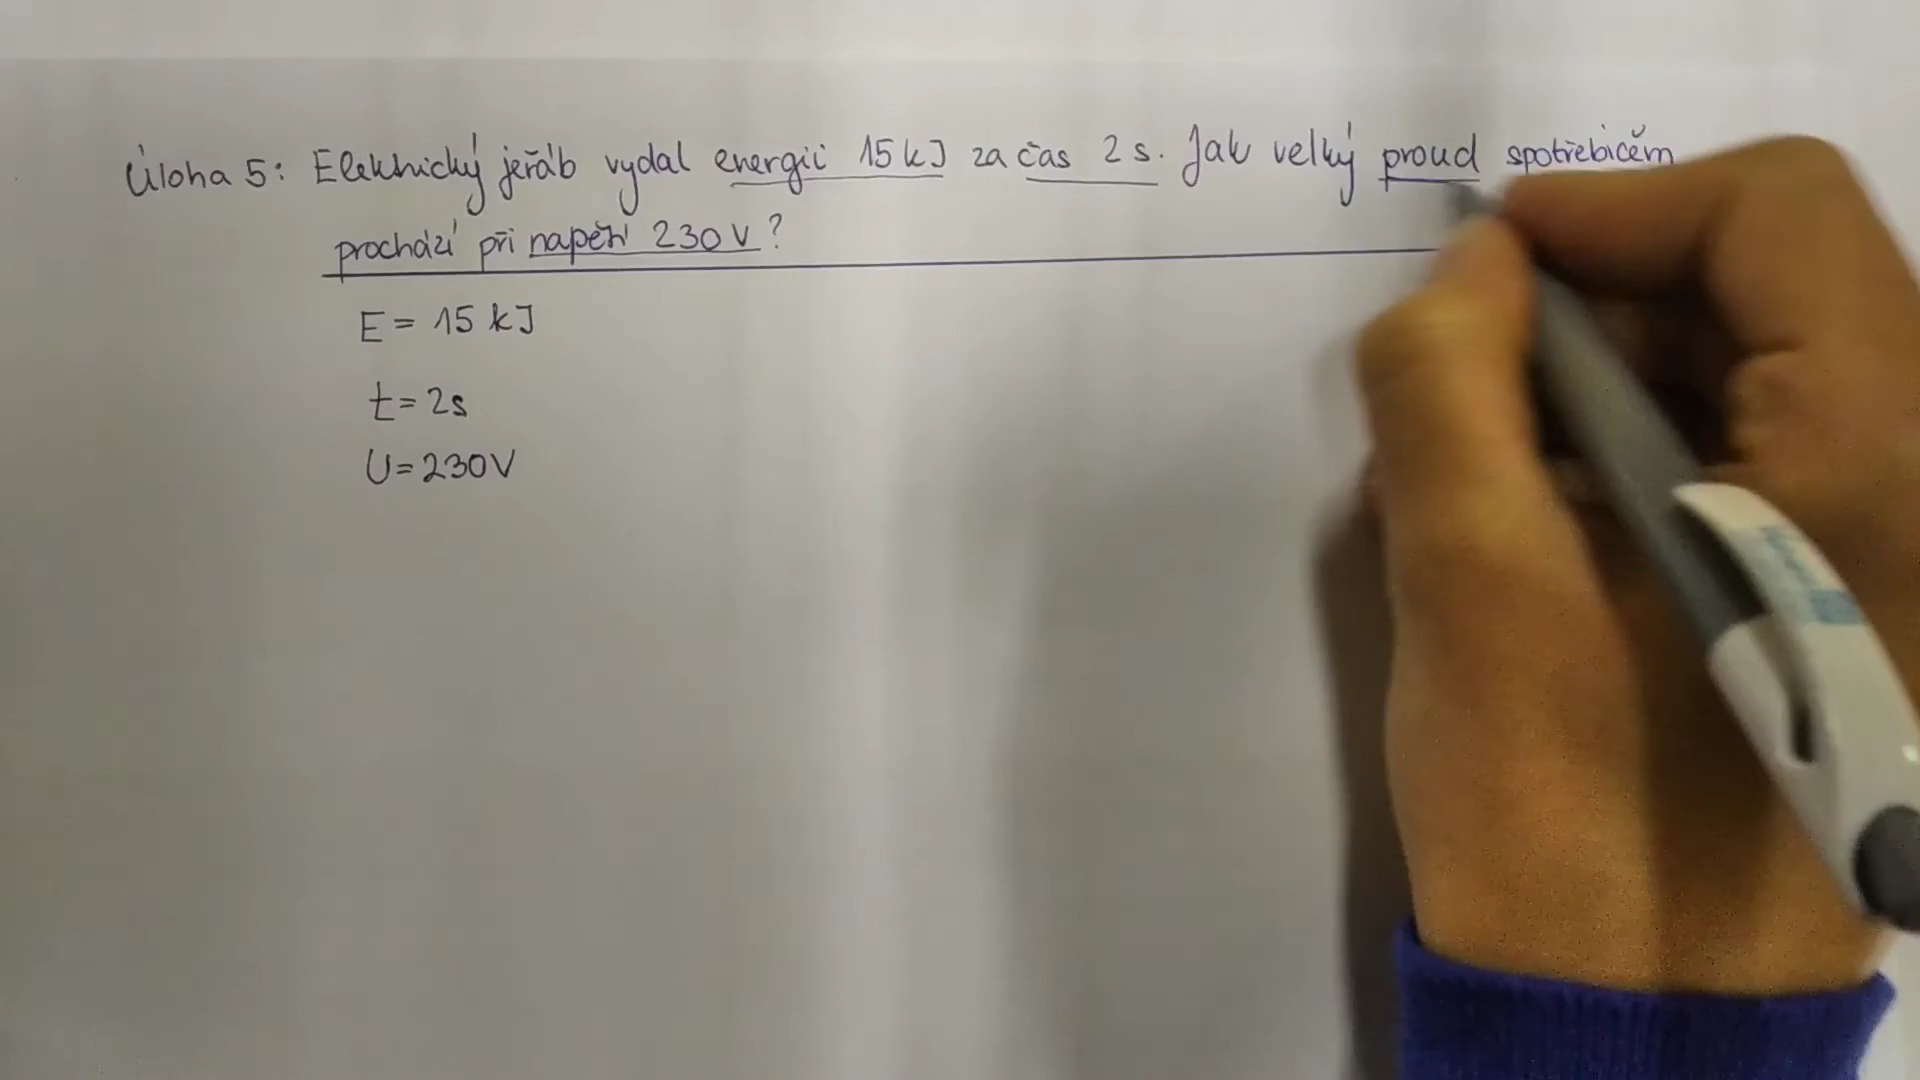 Úloha 5: Elektrický jeřáb vydal energii 15 kJ za čas 2 s. Jak velký proud spotřebičem
prochází při napětí 230 V?
E = 15 kJ
t = 2s
U = 230V